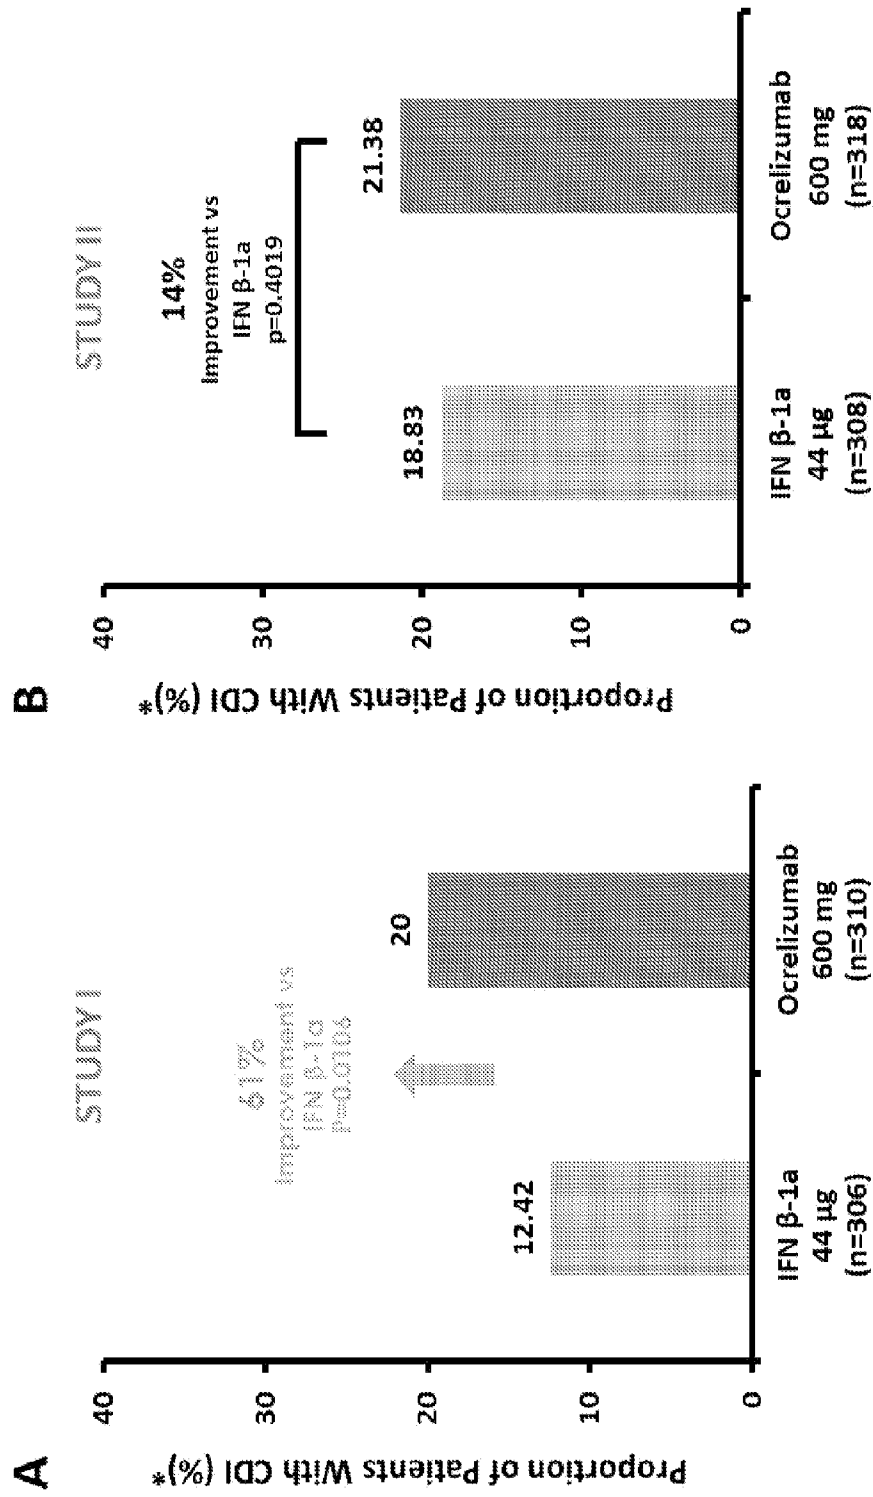 A
STUDY I
Proportion of Patients With CDI (%)*
40
30
20
10
0
61%
Improvement vs
IFN β-1a
P=0.0106
12.42
20
IFN β-1a
44 µg
(n=306)
Ocrelizumab
600 mg
(n=310)
B
STUDY II
Proportion of Patients With CDI (%)*
40
30
20
10
0
14%
Improvement vs
IFN β-1a
p=0.4019
18.83
21.38
IFN β-1a
44 µg
(n=308)
Ocrelizumab
600 mg
(n=318)